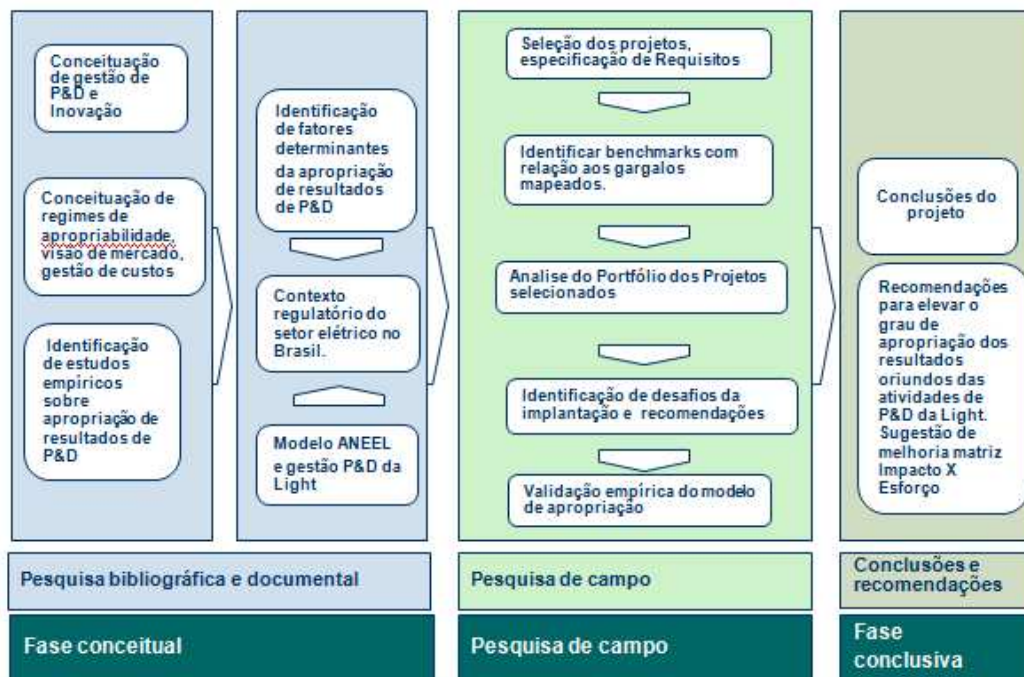 Conceituação
de gestão de
P&D e
Inovação
Conceituação de
regimes de
apropriabilidade,
visão de mercado,
gestão de custos
Identificação
de estudos
empíricos
sobre
apropriação de
resultados de
P&D
Identificação
de fatores
determinantes
da apropriação
de resultados
de P&D
Contexto
regulatório do
setor elétrico no
Brasil.
Modelo ANEEL
e gestão P&D da
Light
Seleção dos projetos,
especificação de Requisitos
Identificar benchmarks com
relação aos gargalos
mapeados.
Analise do Portfólio dos Projetos
selecionados
Identificação de desafios da
implantação e recomendações
Validação empírica do modelo
de apropriação
Conclusões do
projeto
Recomendações
para elevar o
grau de
apropriação dos
resultados
oriundos das
atividades de
P&D da Light.
Sugestão de
melhoria matriz
Impacto X
Esforço
Pesquisa bibliográfica e documental
Pesquisa de campo
Conclusões e
recomendações
Fase conceitual
Pesquisa de campo
Fase
conclusiva